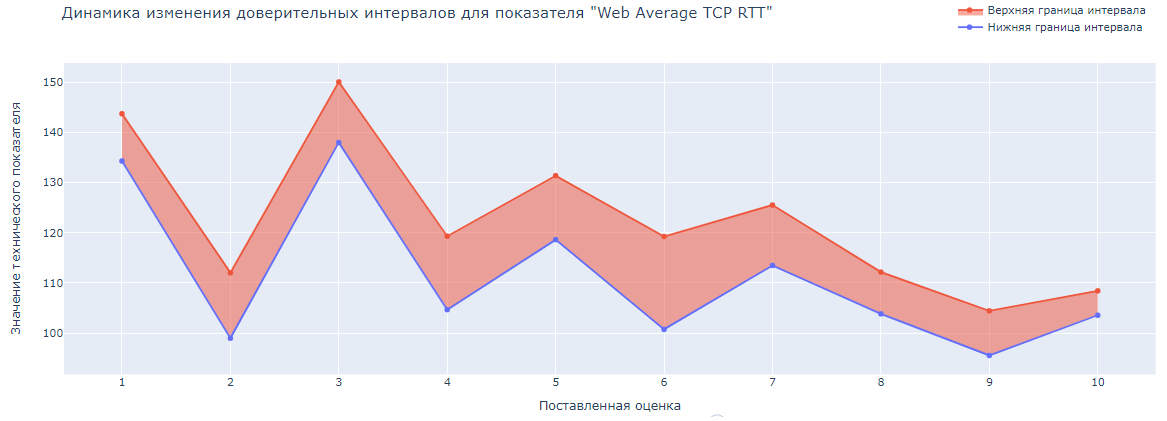 Динамика изменения доверительных интервалов для показателя "Web Average TCP RTT"
Верхняя граница интервала
Нижняя граница интервала
Значение технического показателя
150
140
130
120
110
100
1 2 3 4 5 6 7 8 9 10
Поставленная оценка